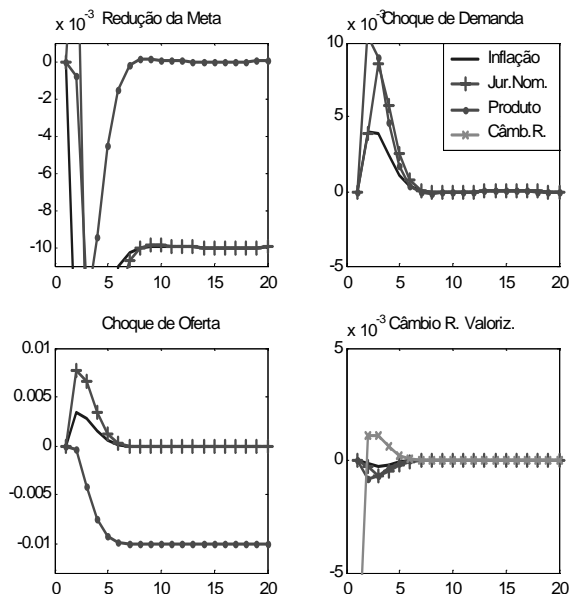 x 10⁻³ Redução da Meta
0
-2
-4
-6
-8
-10
0 5 10 15 20
x 10⁻³ Choque de Demanda
10
5
0
-5
0 5 10 15 20
Inflação
Jur.Nom.
Produto
Câmb.R.
Choque de Oferta
0.01
0.005
0
-0.005
-0.01
0 5 10 15 20
x 10⁻³ Câmbio R. Valoriz.
5
0
-5
0 5 10 15 20